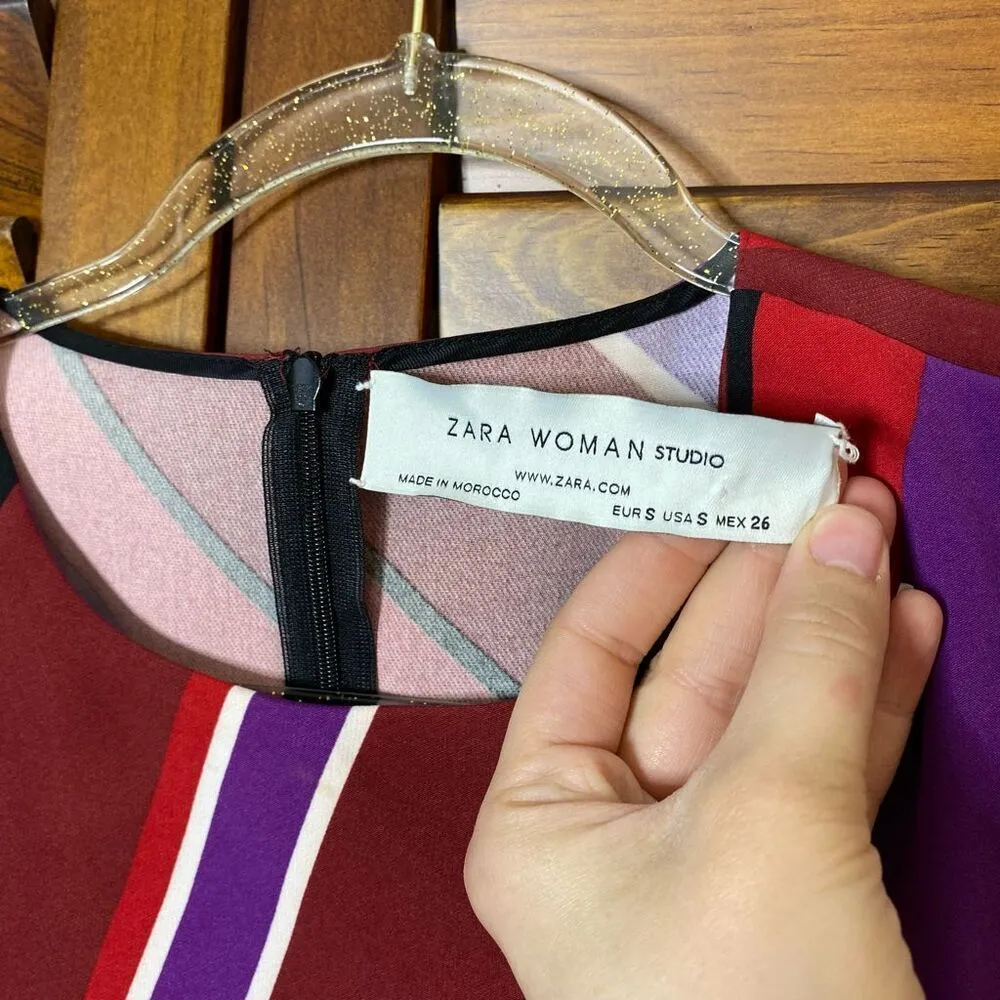 ZARA WOMAN STUDIO
WWW.ZARA.COM
MADE IN MOROCCO
EUR S USA S MEX 26